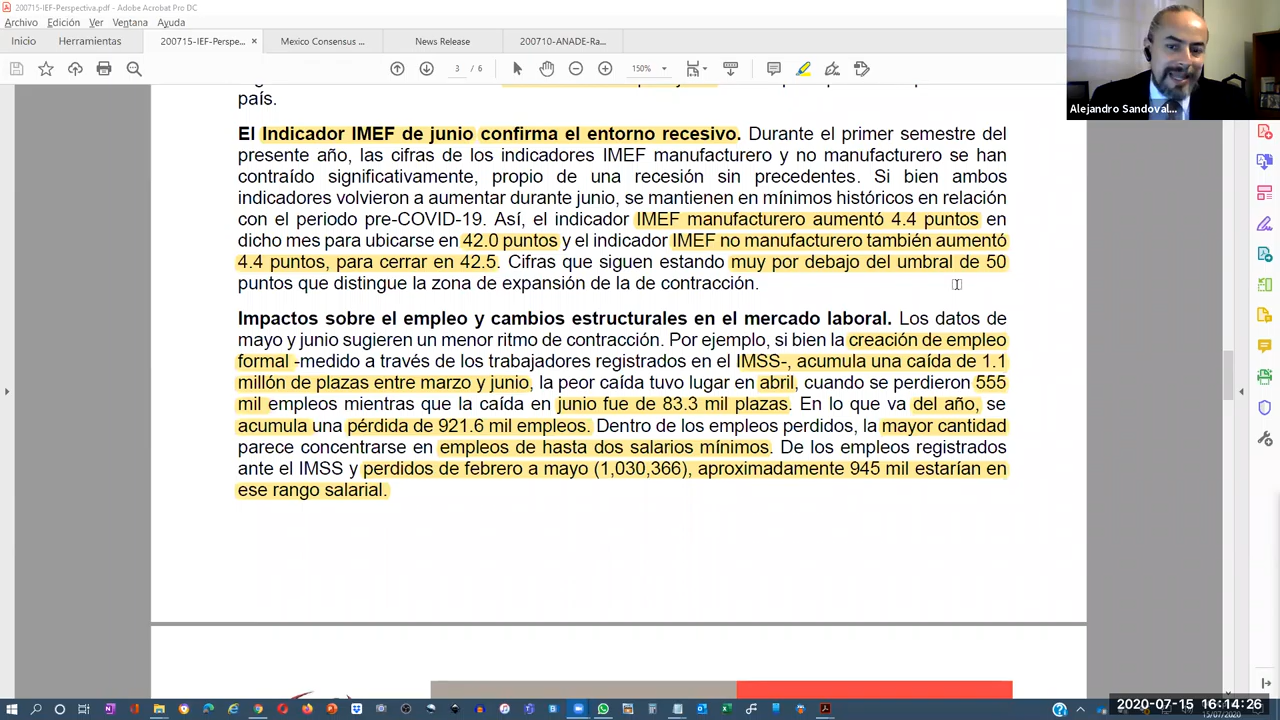 200715-IEF-Perspectiva.pdf - Adobe Acrobat Pro DC
Archivo Edición Ver Ventana Ayuda
Inicio Herramientas 200715-IEF-Perspe... × Mexico Consensus ... News Release 200710-ANADE-Ra...
3 / 6 150%
Alejandro Sandoval...
país.
El Indicador IMEF de junio confirma el entorno recesivo. Durante el primer semestre del
presente año, las cifras de los indicadores IMEF manufacturero y no manufacturero se han
contraído significativamente, propio de una recesión sin precedentes. Si bien ambos
indicadores volvieron a aumentar durante junio, se mantienen en mínimos históricos en relación
con el periodo pre-COVID-19. Así, el indicador IMEF manufacturero aumentó 4.4 puntos en
dicho mes para ubicarse en 42.0 puntos y el indicador IMEF no manufacturero también aumentó
4.4 puntos, para cerrar en 42.5. Cifras que siguen estando muy por debajo del umbral de 50
puntos que distingue la zona de expansión de la de contracción.
Impactos sobre el empleo y cambios estructurales en el mercado laboral. Los datos de
mayo y junio sugieren un menor ritmo de contracción. Por ejemplo, si bien la creación de empleo
formal -medido a través de los trabajadores registrados en el IMSS-, acumula una caída de 1.1
millón de plazas entre marzo y junio, la peor caída tuvo lugar en abril, cuando se perdieron 555
mil empleos mientras que la caída en junio fue de 83.3 mil plazas. En lo que va del año, se
acumula una pérdida de 921.6 mil empleos. Dentro de los empleos perdidos, la mayor cantidad
parece concentrarse en empleos de hasta dos salarios mínimos. De los empleos registrados
ante el IMSS y perdidos de febrero a mayo (1,030,366), aproximadamente 945 mil estarían en
ese rango salarial.
2020-07-15 16:14:26
15/07/2020